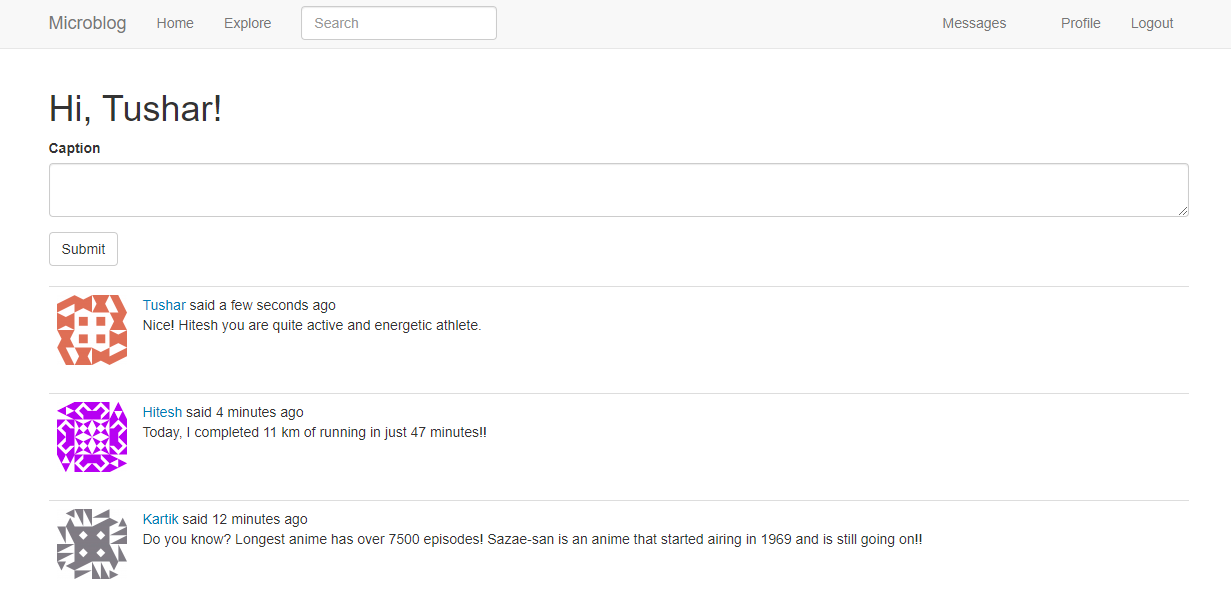 Microblog Home Explore Search Messages Profile Logout
Hi, Tushar!
Caption
Submit
Tushar said a few seconds ago
Nice! Hitesh you are quite active and energetic athlete.
Hitesh said 4 minutes ago
Today, I completed 11 km of running in just 47 minutes!!
Kartik said 12 minutes ago
Do you know? Longest anime has over 7500 episodes! Sazae-san is an anime that started airing in 1969 and is still going on!!